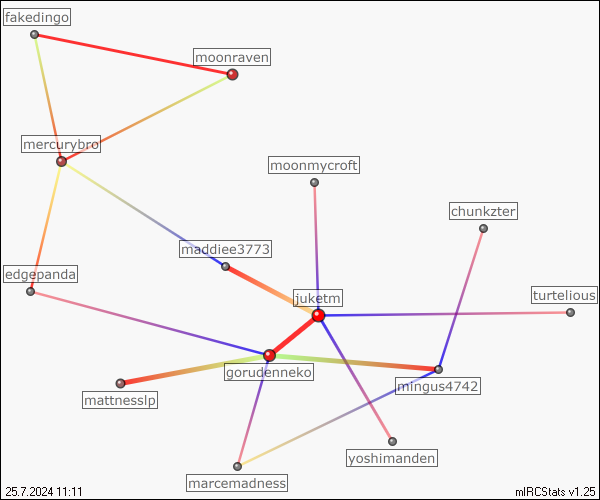 fakedingo
moonraven
mercurybro
moonmycroft
chunkzter
maddiee3773
edgepanda
juketm
turtelious
gorudenneko
mingus4742
mattnesslp
yoshimanden
marcemadness
25.7.2024 11:11
mIRCStats v1.25